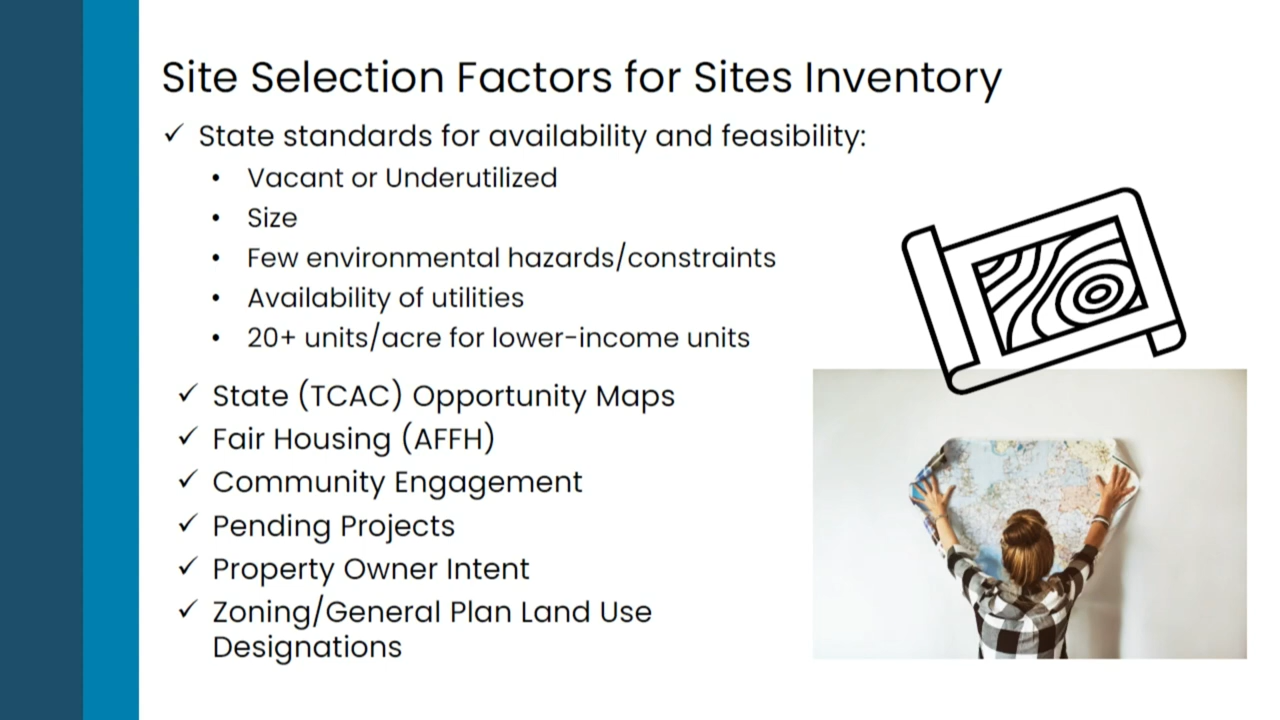 Site Selection Factors for Sites Inventory
✓ State standards for availability and feasibility:
• Vacant or Underutilized
• Size
• Few environmental hazards/constraints
• Availability of utilities
• 20+ units/acre for lower-income units
✓ State (TCAC) Opportunity Maps
✓ Fair Housing (AFFH)
✓ Community Engagement
✓ Pending Projects
✓ Property Owner Intent
✓ Zoning/General Plan Land Use
Designations